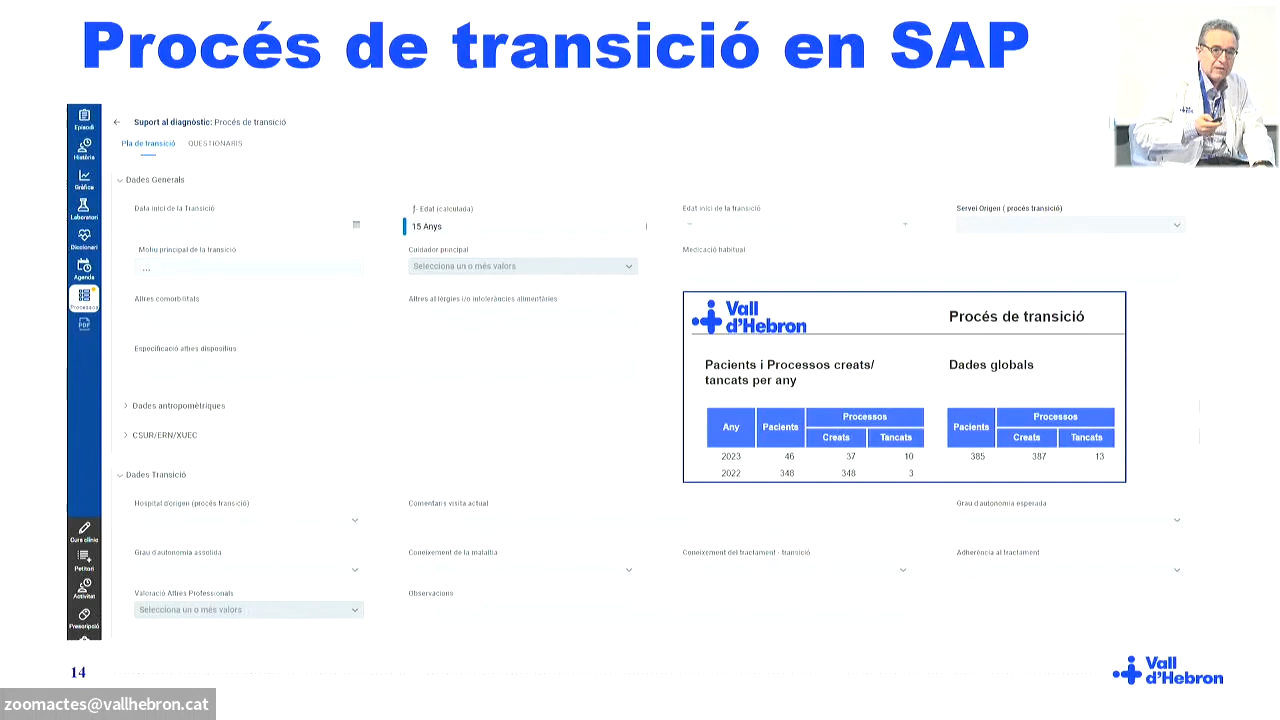 Procés de transició en SAP
Episodi
Història
Gràfica
Laboratori
Diccionari
Agenda
Processos
PDF
Curs clínic
Petitori
Activitat
Prescripció
Suport al diagnòstic: Procés de transició
Pla de transició QUESTIONARIS
Dades Generals
Data inici de la Transició
ƒ- Edat (calculada)
15 Anys
Edat inici de la transició
Servei Origen ( procés transició)
Motiu principal de la transició
...
Cuidador principal
Selecciona un o més valors
Medicació habitual
Altres comorbilitats
Altres al·lèrgies i/o intoleràncies alimentàries
Especificació altres dispositius
Dades antropomètriques
CSUR/ERN/XUEC
Vall
d'Hebron
Procés de transició
Pacients i Processos creats/
tancats per any
Dades globals
Any Pacients Processos
Creats Tancats
2023 46 37 10
2022 348 348 3
Pacients Processos
Creats Tancats
385 387 13
Dades Transició
Hospital d'origen (procés transició)
Comentaris visita actual
Grau d'autonomia esperada
Grau d'autonomia assolida
Coneixement de la malaltia
Coneixement del tractament - transició
Adherència al tractament
Valoració Altres Professionals
Selecciona un o més valors
Observacions
14
Vall
d'Hebron
zoomactes@vallhebron.cat